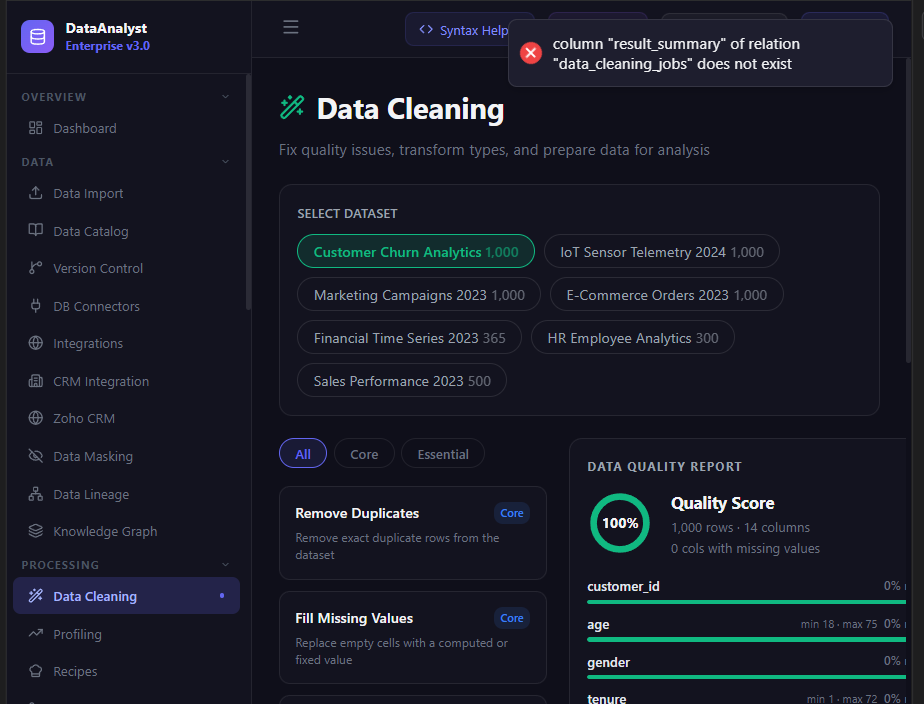 DataAnalyst
Enterprise v3.0
Syntax Help
column "result_summary" of relation
"data_cleaning_jobs" does not exist
OVERVIEW
Dashboard
DATA
Data Import
Data Catalog
Version Control
DB Connectors
Integrations
CRM Integration
Zoho CRM
Data Masking
Data Lineage
Knowledge Graph
PROCESSING
Data Cleaning
Profiling
Recipes
Data Cleaning
Fix quality issues, transform types, and prepare data for analysis
SELECT DATASET
Customer Churn Analytics 1,000
IoT Sensor Telemetry 2024 1,000
Marketing Campaigns 2023 1,000
E-Commerce Orders 2023 1,000
Financial Time Series 2023 365
HR Employee Analytics 300
Sales Performance 2023 500
All
Core
Essential
Remove Duplicates
Core
Remove exact duplicate rows from the
dataset
Fill Missing Values
Core
Replace empty cells with a computed or
fixed value
DATA QUALITY REPORT
100%
Quality Score
1,000 rows · 14 columns
0 cols with missing values
customer_id
0%
age
min 18 · max 75 0%
gender
0%
tenure
min 1 · max 72 0%